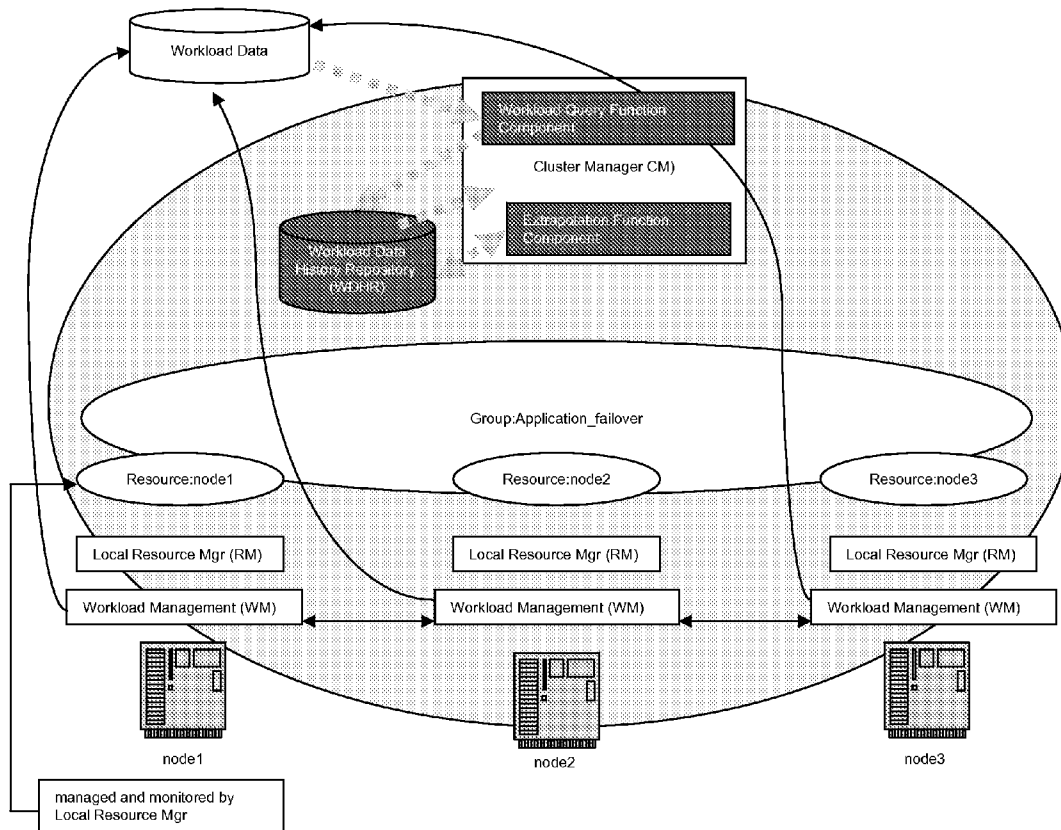 Workload Data
Workload Query Function
Component
Cluster Manager CM)
Extrapolation Function
Component
Workload Data
History Repository
(WDHR)
Group:Application_failover
Resource:node1
Resource:node2
Resource:node3
Local Resource Mgr (RM)
Local Resource Mgr (RM)
Local Resource Mgr (RM)
Workload Management (WM)
Workload Management (WM)
Workload Management (WM)
node1
node2
node3
managed and monitored by
Local Resource Mgr